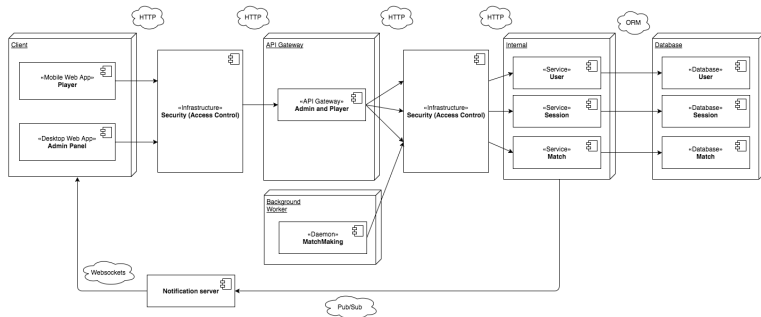 HTTP
HTTP
HTTP
HTTP
ORM
Client
API Gateway
Internal
Database
«Mobile Web App»
Player
«Desktop Web App»
Admin Panel
«Infrastructure»
Security (Access Control)
«API Gateway»
Admin and Player
«Infrastructure»
Security (Access Control)
«Service»
User
«Service»
Session
«Service»
Match
«Database»
User
«Database»
Session
«Database»
Match
Background
Worker
«Daemon»
MatchMaking
Websockets
Notification server
Pub/Sub